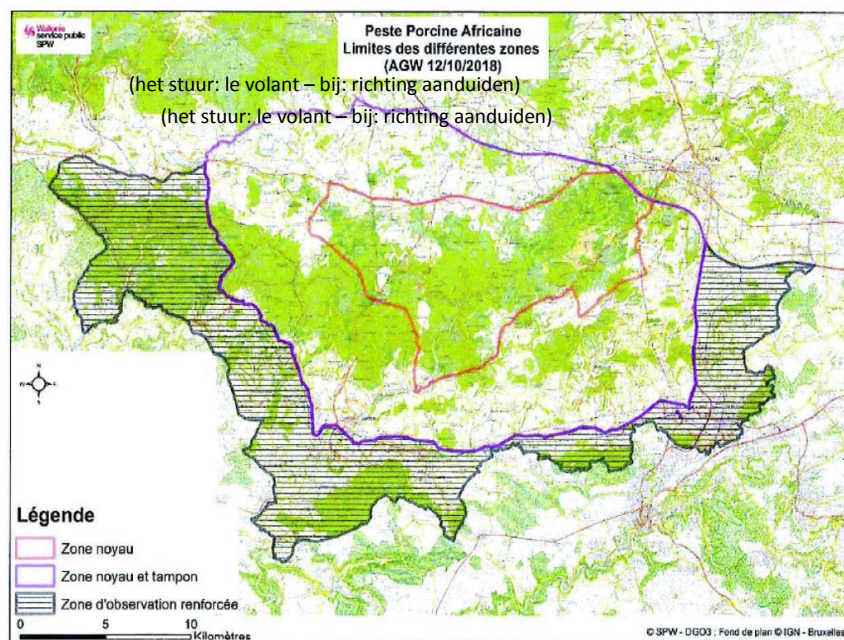 Wallonie
service public
SPW
Peste Porcine Africaine
Limites des différentes zones
(AGW 12/10/2018)
(het stuur: le volant – bij: richting aanduiden)
(het stuur: le volant – bij: richting aanduiden)
N
S
Légende
Zone noyau
Zone noyau et tampon
Zone d'observation renforcée
0 5 10
Kilomètres
© SPW - DGO3 ; Fond de plan © IGN - Bruxelles